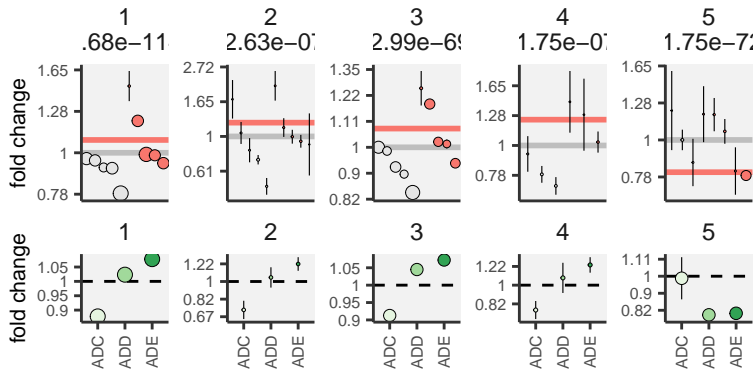 1 2 3 4 5
.68e−11 2.63e−07 2.99e−69 1.75e−07 1.75e−72
fold change
1.65 1.28 1 0.78
2.72 1.65 1 0.61
1.35 1.22 1.11 1 0.9 0.82
1.65 1.28 1 0.78
1.65 1.28 1 0.78
1 2 3 4 5
fold change
1.05 1 0.95 0.9
1.22 1 0.82 0.67
1.05 1 0.95 0.9
1.22 1 0.82
1.11 1 0.9 0.82
ADC ADD ADE ADC ADD ADE ADC ADD ADE ADC ADD ADE ADC ADD ADE